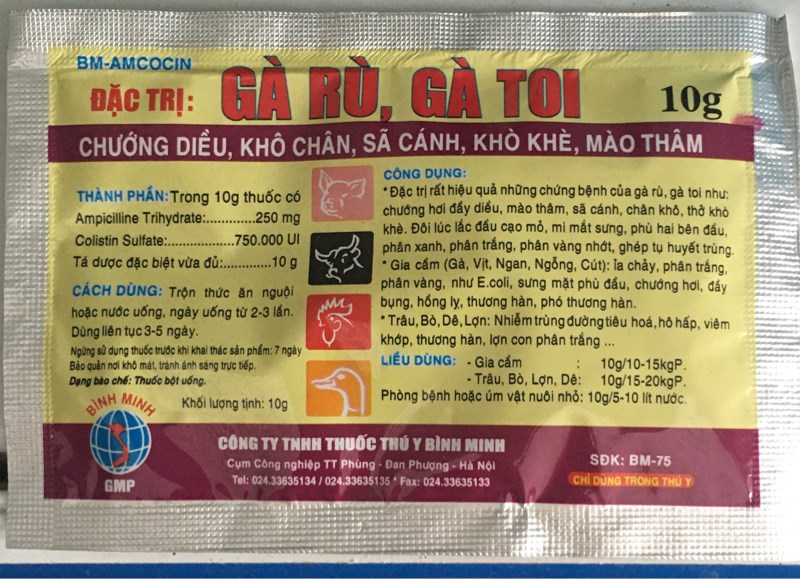 BM-AMCOCIN
ĐẶC TRỊ: GÀ RÙ, GÀ TOI 10g
CHƯỚNG DIỀU, KHÔ CHÂN, SÃ CÁNH, KHÒ KHÈ, MÀO THÂM
THÀNH PHẦN: Trong 10g thuốc có
Ampicilline Trihydrate:.............250 mg
Colistin Sulfate:.................750.000 UI
Tá dược đặc biệt vừa đủ:............10 g
CÁCH DÙNG: Trộn thức ăn nguội
hoặc nước uống, ngày uống từ 2-3 lần.
Dùng liên tục 3-5 ngày.
Ngừng sử dụng thuốc trước khi khai thác sản phẩm: 7 ngày
Bảo quản nơi khô mát, tránh ánh sáng trực tiếp.
Dạng bào chế: Thuốc bột uống.
Khối lượng tịnh: 10g
CÔNG DỤNG:
*Đặc trị rất hiệu quả những chứng bệnh của gà rù, gà toi như:
chướng hơi đầy diều, mào thâm, sã cánh, chân khô, thở khò
khè. Đôi lúc lắc đầu cạo mỏ, mi mắt sưng, phù hai bên đầu,
phân xanh, phân trắng, phân vàng nhớt, ghép tụ huyết trùng.
* Gia cầm (Gà, Vịt, Ngan, Ngỗng, Cút): ỉa chảy, phân trắng,
phân vàng, như E.coli, sưng mặt phù đầu, chướng hơi, đầy
bụng, hồng lỵ, thương hàn, phó thương hàn.
* Trâu, Bò, Dê, Lợn: Nhiễm trùng đường tiêu hoá, hô hấp, viêm
khớp, thương hàn, lợn con phân trắng ...
LIỀU DÙNG: - Gia cầm : 10g/10-15kgP.
- Trâu, Bò, Lợn, Dê: 10g/15-20kgP.
Phòng bệnh hoặc úm vật nuôi nhỏ: 10g/5-10 lít nước.
BÌNH MINH
GMP
CÔNG TY TNHH THUỐC THÚ Y BÌNH MINH
Cụm Công nghiệp TT Phùng - Đan Phượng - Hà Nội
Tel: 024.33635134 / 024.33635135 * Fax: 024.33635133
SĐK: BM-75
CHỈ DÙNG TRONG THÚ Y